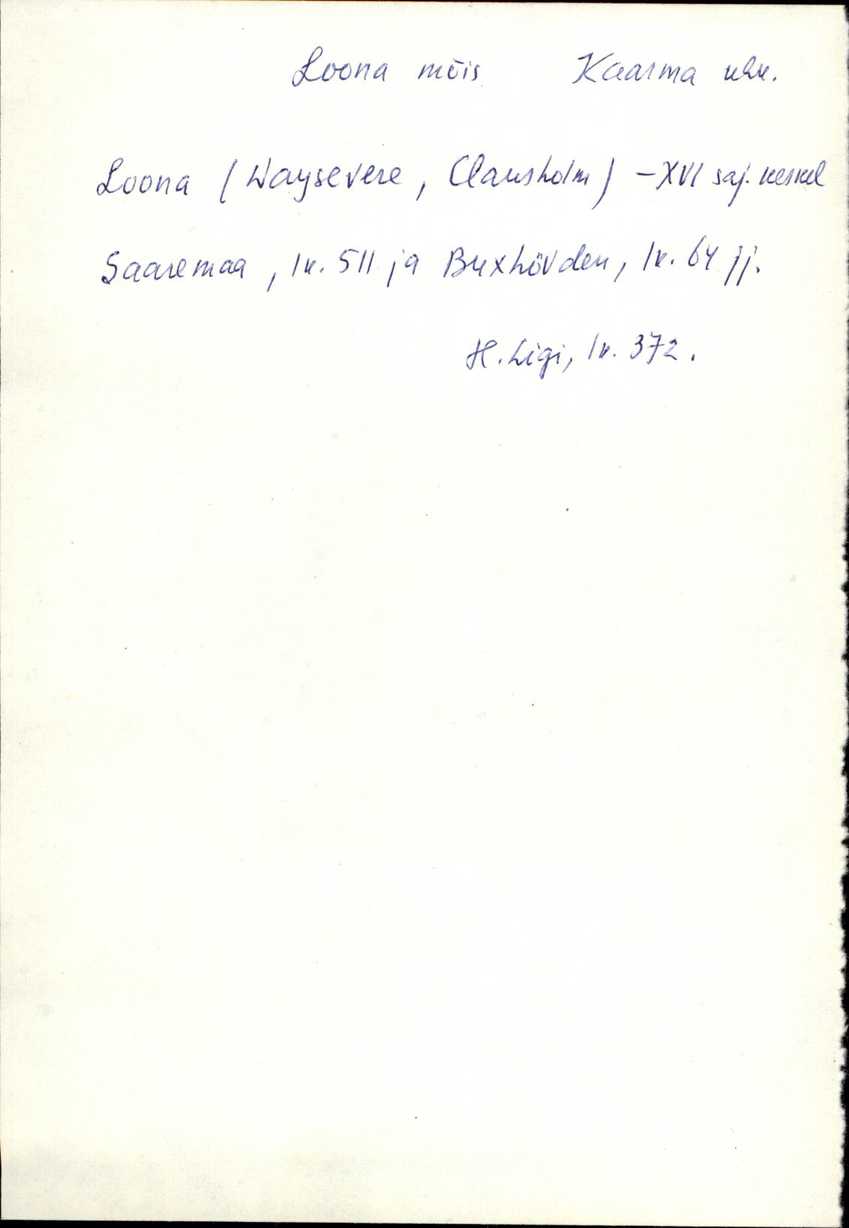 Loona mõis Kaarma khk.
Loona (Waysevere, Clausholm) – XVI saj. keskel
Saaremaa, lk. 511 ja Buxhövden, lk. 64 jj.
H. Ligi, lk. 372.